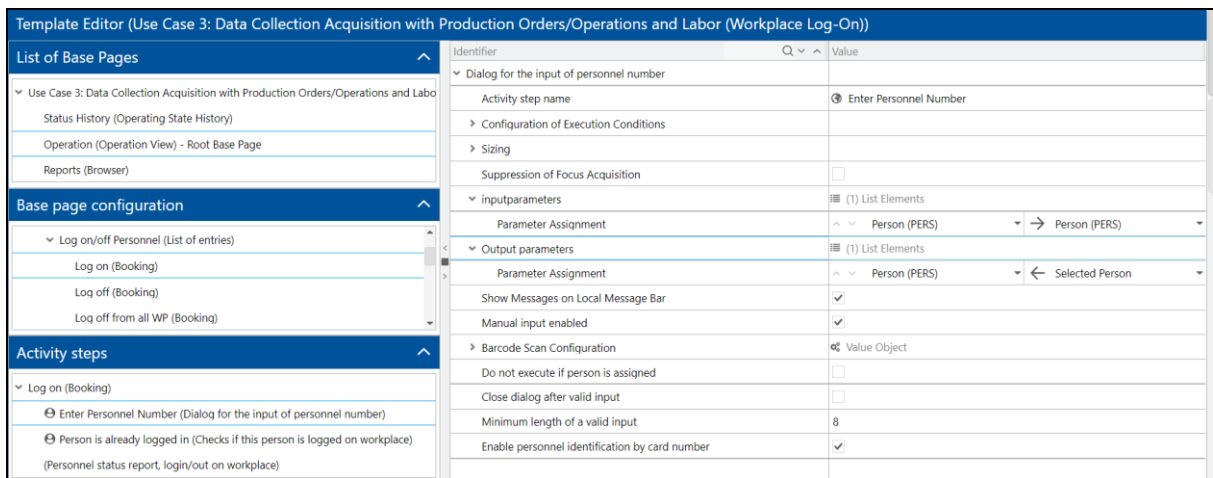 Template Editor (Use Case 3: Data Collection Acquisition with Production Orders/Operations and Labor (Workplace Log-On))
List of Base Pages
Use Case 3: Data Collection Acquisition with Production Orders/Operations and Labo
Status History (Operating State History)
Operation (Operation View) - Root Base Page
Reports (Browser)
Base page configuration
Log on/off Personnel (List of entries)
Log on (Booking)
Log off (Booking)
Log off from all WP (Booking)
Activity steps
Log on (Booking)
Enter Personnel Number (Dialog for the input of personnel number)
Person is already logged in (Checks if this person is logged on workplace)
(Personnel status report, login/out on workplace)
Identifier Value
Dialog for the input of personnel number
Activity step name Enter Personnel Number
Configuration of Execution Conditions
Sizing
Suppression of Focus Acquisition
inputparameters (1) List Elements
Parameter Assignment Person (PERS) Person (PERS)
Output parameters (1) List Elements
Parameter Assignment Person (PERS) Selected Person
Show Messages on Local Message Bar
Manual input enabled
Barcode Scan Configuration Value Object
Do not execute if person is assigned
Close dialog after valid input
Minimum length of a valid input 8
Enable personnel identification by card number